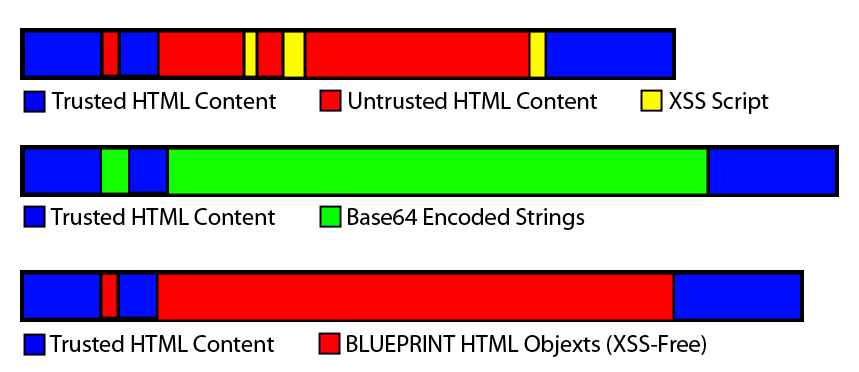 Trusted HTML Content Untrusted HTML Content XSS Script
Trusted HTML Content Base64 Encoded Strings
Trusted HTML Content BLUEPRINT HTML Objexts (XSS-Free)